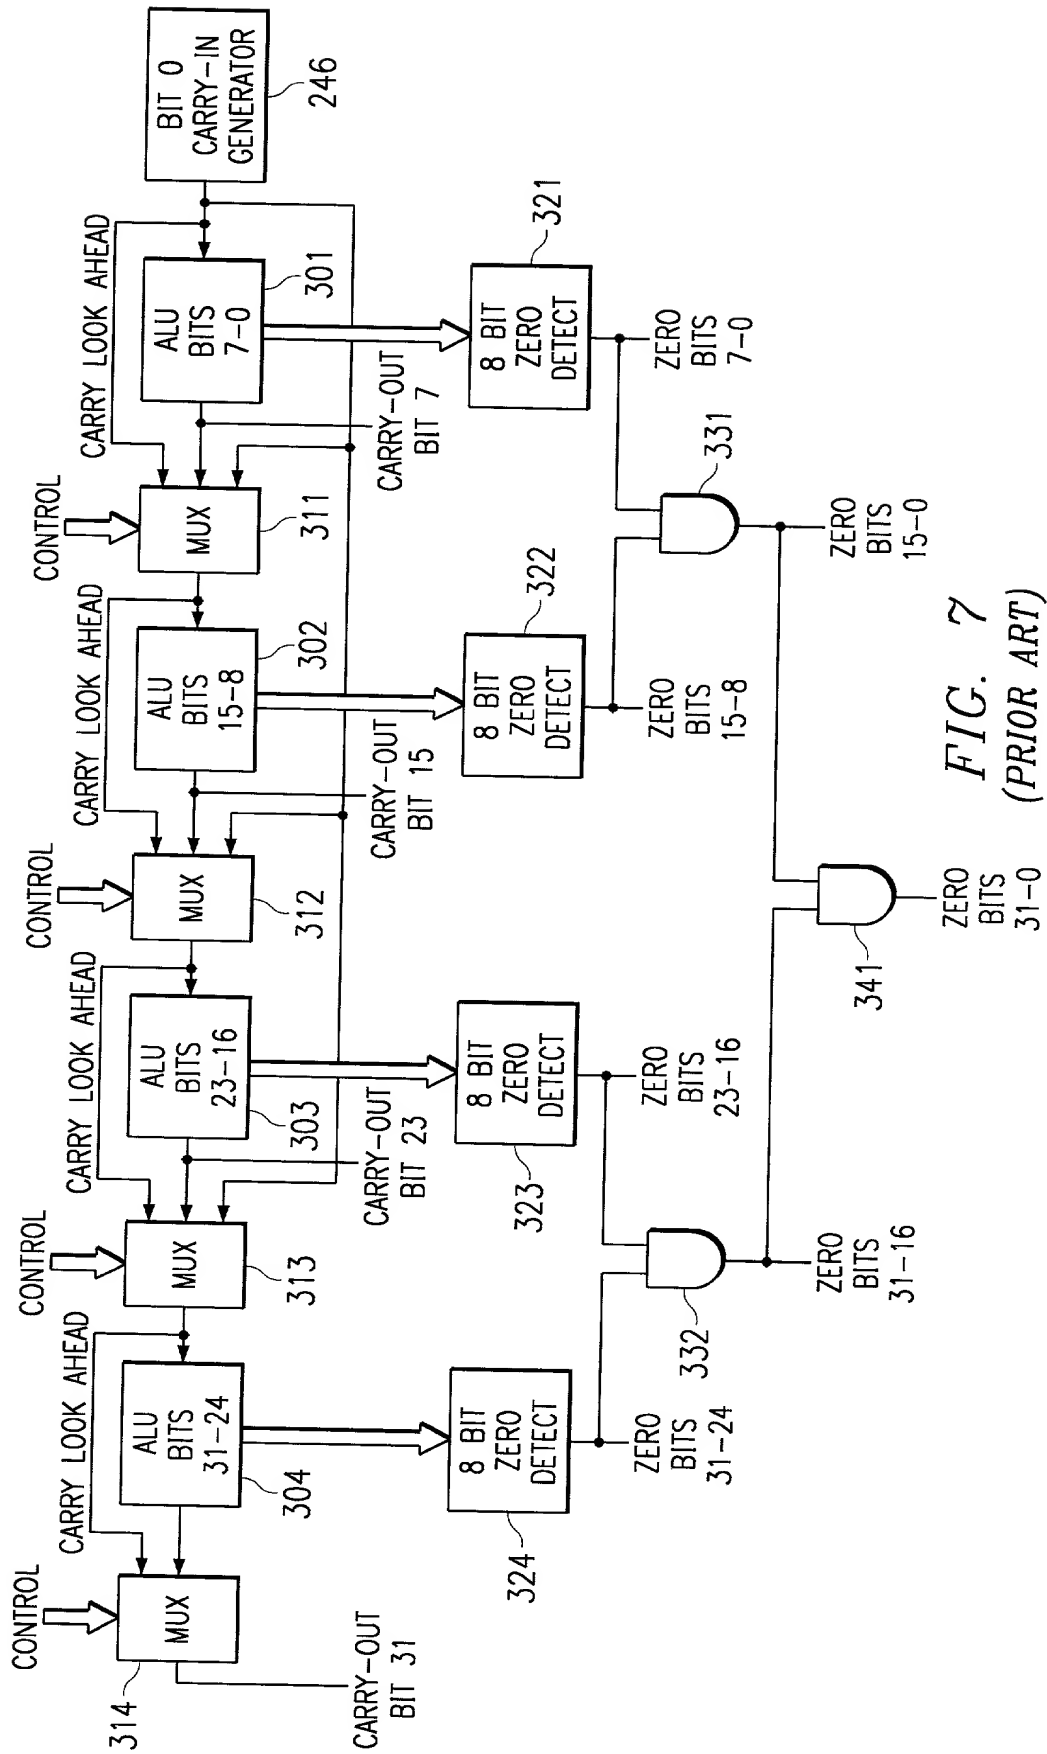 CONTROL
CONTROL
CONTROL
CONTROL
CARRY LOOK AHEAD
CARRY LOOK AHEAD
CARRY LOOK AHEAD
CARRY LOOK AHEAD
314
MUX
ALU
BITS
31-24
304
MUX
313
ALU
BITS
23-16
303
MUX
312
ALU
BITS
15-8
302
MUX
311
ALU
BITS
7-0
301
BIT 0
CARRY-IN
GENERATOR
246
CARRY-OUT
BIT 31
CARRY-OUT
BIT 23
CARRY-OUT
BIT 15
CARRY-OUT
BIT 7
324
8 BIT
ZERO
DETECT
323
8 BIT
ZERO
DETECT
322
8 BIT
ZERO
DETECT
321
8 BIT
ZERO
DETECT
ZERO
BITS
31-24
332
ZERO
BITS
23-16
ZERO
BITS
15-8
331
ZERO
BITS
7-0
ZERO
BITS
31-16
341
ZERO
BITS
15-0
ZERO
BITS
31-0
FIG. 7
(PRIOR ART)